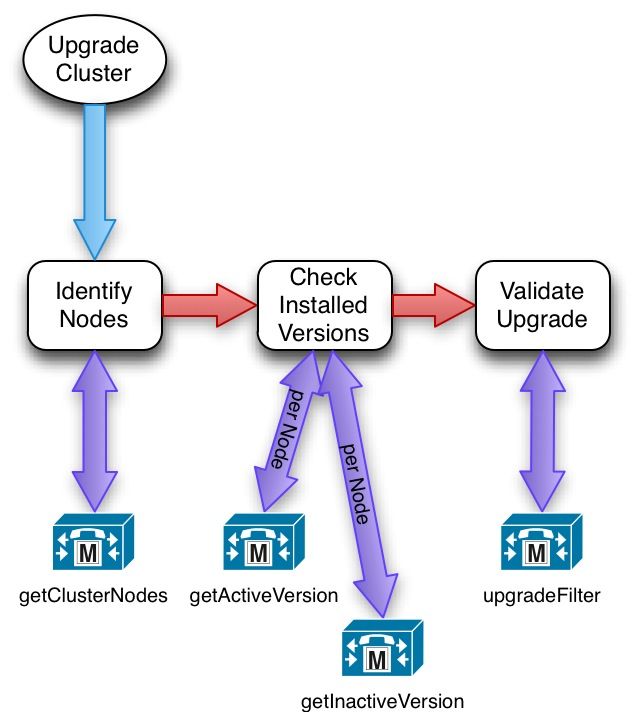 Upgrade
Cluster
Identify
Nodes
Check
Installed
Versions
Validate
Upgrade
per Node
per Node
M
getClusterNodes
M
getActiveVersion
M
upgradeFilter
M
getInactiveVersion